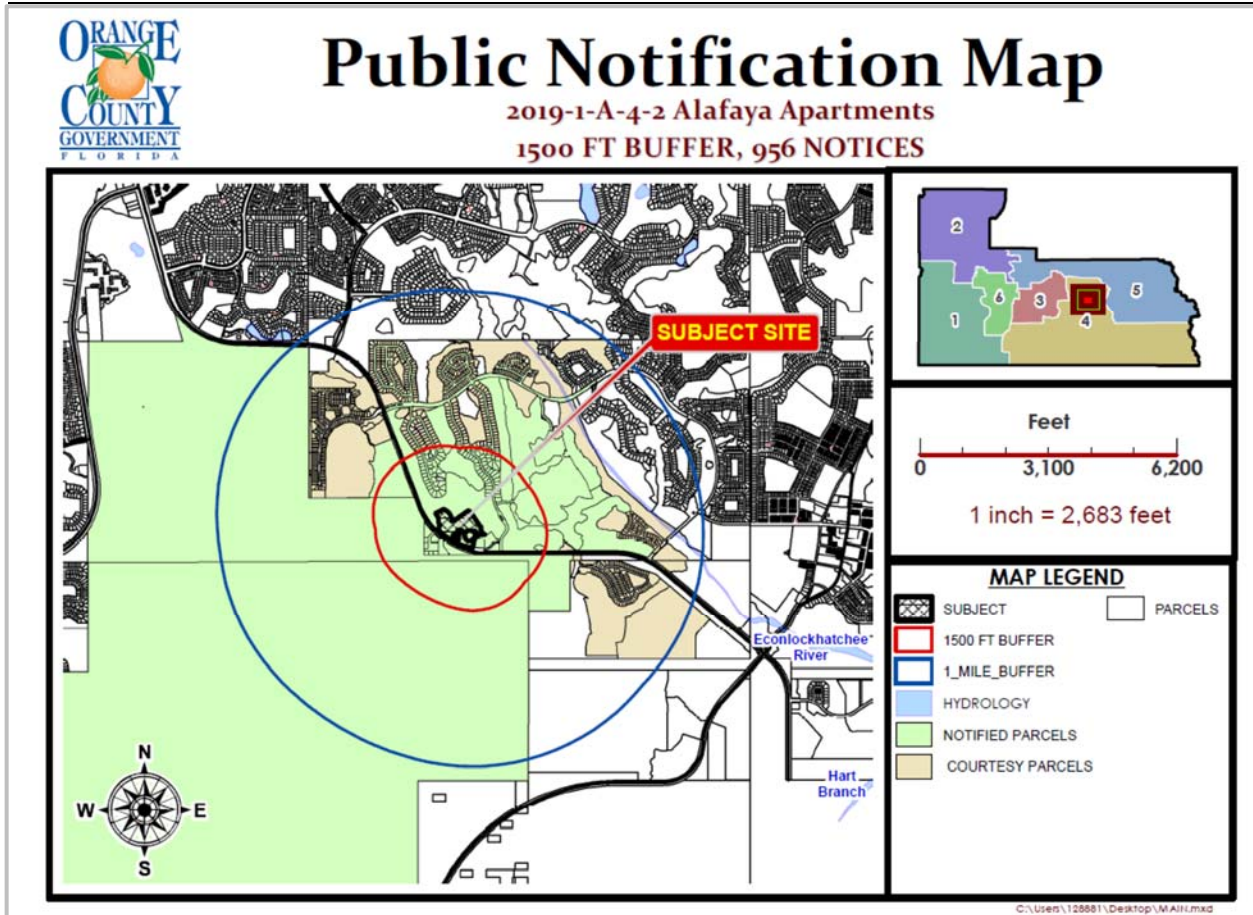 ORANGE
COUNTY
GOVERNMENT
FLORIDA
Public Notification Map
2019-1-A-4-2 Alafaya Apartments
1500 FT BUFFER, 956 NOTICES
SUBJECT SITE
Econlockhatchee
River
Hart
Branch
N
W E
S
2
6
3
5
1
4
Feet
0 3,100 6,200
1 inch = 2,683 feet
MAP LEGEND
SUBJECT PARCELS
1500 FT BUFFER
1_MILE_BUFFER
HYDROLOGY
NOTIFIED PARCELS
COURTESY PARCELS
C:\Users\128881\Desktop\MAIN.mxd